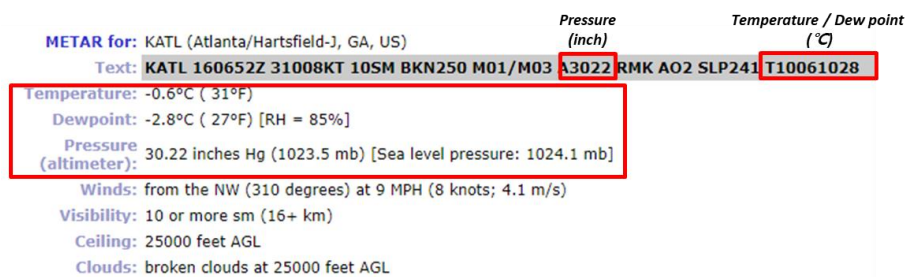 Pressure Temperature / Dew point
(inch) (℃)
METAR for: KATL (Atlanta/Hartsfield-J, GA, US)
Text: KATL 160652Z 31008KT 10SM BKN250 M01/M03 A3022 RMK AO2 SLP241 T10061028
Temperature: -0.6°C ( 31°F)
Dewpoint: -2.8°C ( 27°F) [RH = 85%]
Pressure
(altimeter): 30.22 inches Hg (1023.5 mb) [Sea level pressure: 1024.1 mb]
Winds: from the NW (310 degrees) at 9 MPH (8 knots; 4.1 m/s)
Visibility: 10 or more sm (16+ km)
Ceiling: 25000 feet AGL
Clouds: broken clouds at 25000 feet AGL